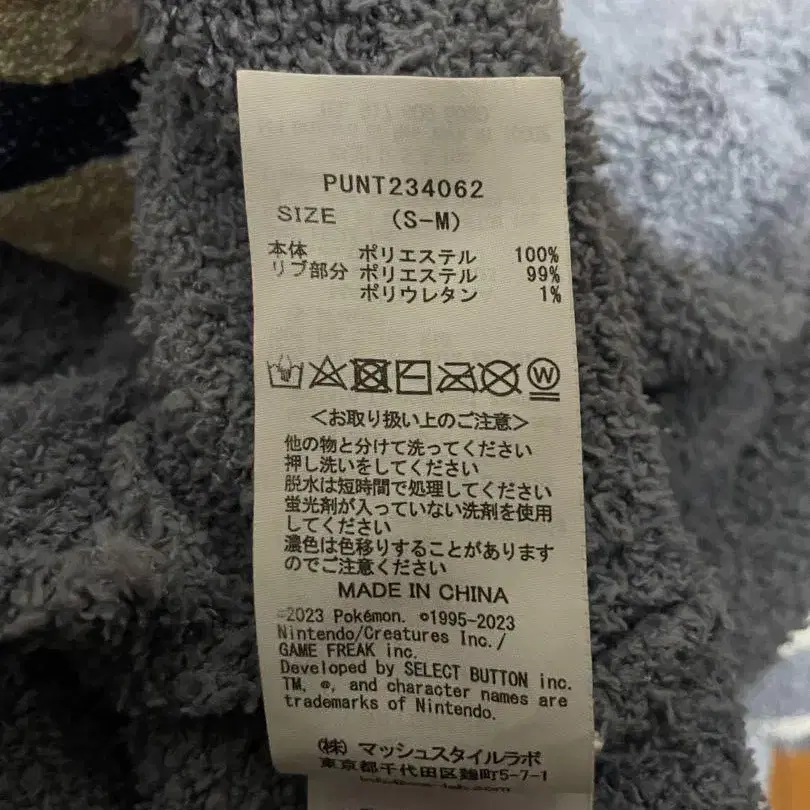 PUNT234062
SIZE (S-M)
本体 ポリエステル 100%
リブ部分 ポリエステル 99%
ポリウレタン 1%
W
<お取り扱い上のご注意>
他の物と分けて洗ってください
押し洗いをしてください
脱水は短時間で処理してください
蛍光剤が入っていない洗剤を使用
してください
濃色は色移りすることがあります
のでご注意ください
MADE IN CHINA
©2023 Pokémon. ©1995-2023
Nintendo/Creatures Inc./
GAME FREAK inc.
Developed by SELECT BUTTON inc.
TM, ®, and character names are
trademarks of Nintendo.
(株) マッシュスタイルラボ
東京都千代田区麹町5-7-1